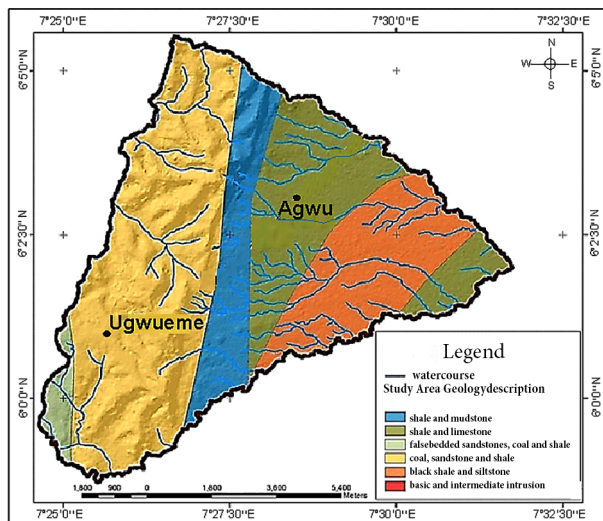 7°25'0"E 7°27'30"E 7°30'0"E 7°32'30"E
6°5'0"N 6°5'0"N
N
W E
S
Agwu
6°2'30"N 6°2'30"N
Ugwueme
Legend
watercourse
Study Area Geologydescription
6°0'0"N 6°0'0"N
shale and mudstone
shale and limestone
falsebedded sandstones, coal and shale
coal, sandstone and shale
black shale and siltstone
basic and intermediate intrusion
1,800 900 0 1,800 3,600 5,400
Meters
7°25'0"E 7°27'30"E 7°30'0"E 7°32'30"E